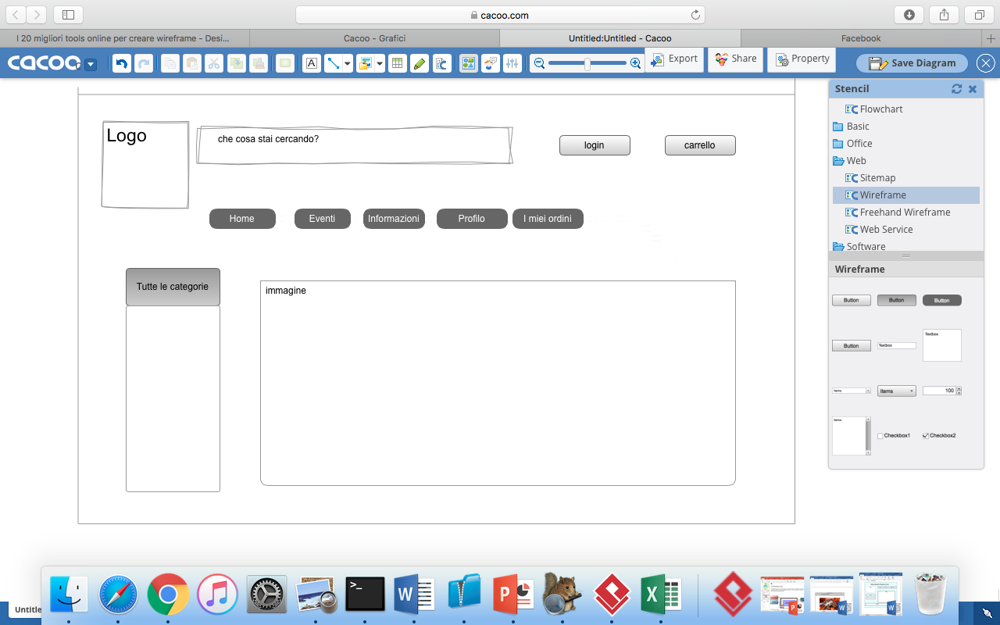 cacoo.com
I 20 migliori tools online per creare wireframe - Desi...
Cacoo - Grafici
Untitled:Untitled - Cacoo
Facebook
cacoo
A
Export
Share
Property
Save Diagram
Stencil
Flowchart
Basic
Office
Web
Sitemap
Wireframe
Freehand Wireframe
Web Service
Software
Logo
che cosa stai cercando?
login
carrello
Home
Eventi
Informazioni
Profilo
I miei ordini
Tutte le categorie
immagine
Wireframe
Button
Button
Button
Button
Textbox
Textbox
Items
Items
100
Items
Checkbox1
Checkbox2
>_
W
P
X
P
W
W
Untitle